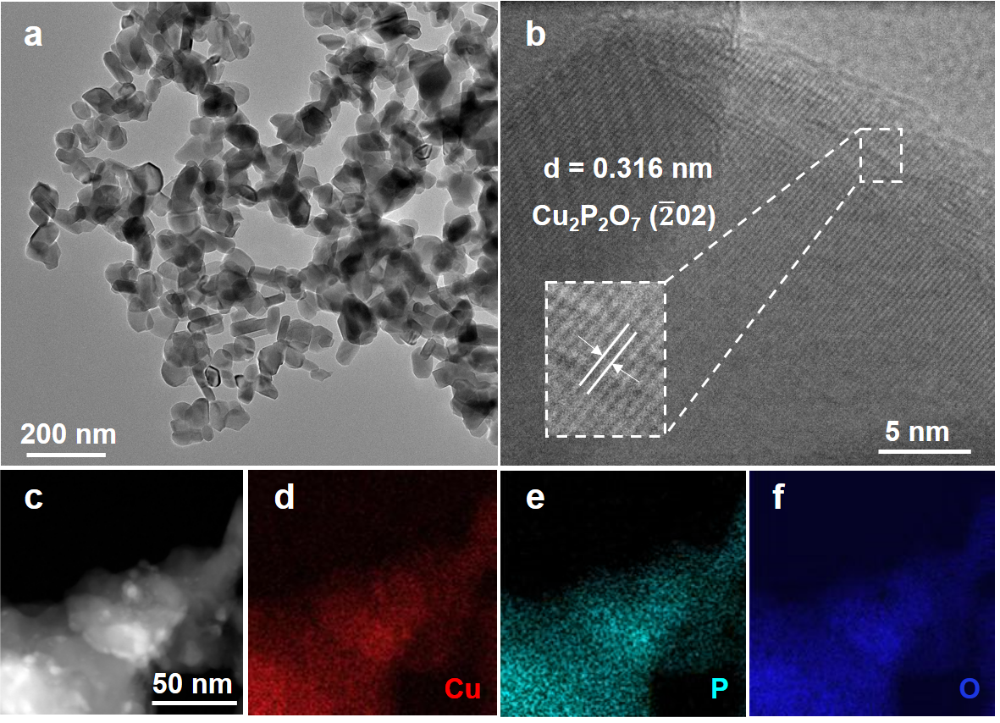 a
b
d = 0.316 nm
Cu₂P₂O₇ (2̅02)
200 nm
5 nm
c
d
e
f
50 nm
Cu
P
O